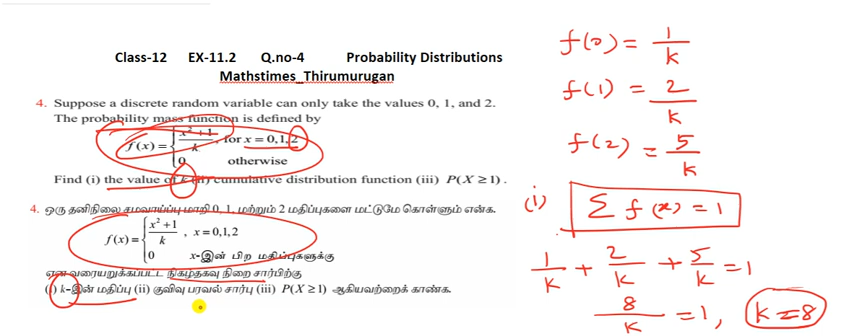 Class-12 EX-11.2 Q.no-4 Probability Distributions
Mathstimes_Thirumurugan
4. Suppose a discrete random variable can only take the values 0, 1, and 2.
The probability mass function is defined by
f(x) = { (x² + 1)/k , for x = 0,1,2
0 otherwise
Find (i) the value of k (ii) cumulative distribution function (iii) P(X ≥ 1).
4. ஒரு தனிநிலை சமவாய்ப்பு மாறி 0, 1, மற்றும் 2 மதிப்புகளை மட்டுமே கொள்ளும் என்க.
f(x) = { (x² + 1)/k , x = 0,1,2
0 x-இன் பிற மதிப்புகளுக்கு
என வரையறுக்கப்பட்ட நிகழ்தகவு நிறை சார்பிற்கு
(i) k-இன் மதிப்பு (ii) குவிவு பரவல் சார்பு (iii) P(X ≥ 1) ஆகியவற்றைக் காண்க.
f(0) = 1/k
f(1) = 2/k
f(2) = 5/k
(i) Σ f(x) = 1
1/k + 2/k + 5/k = 1
8/k = 1, k = 8